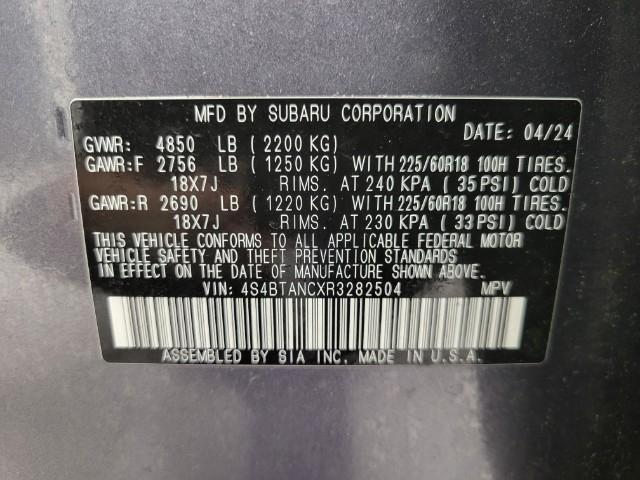 MFD BY SUBARU CORPORATION
DATE: 04/24
GVWR: 4850 LB (2200 KG)
GAWR:F 2756 LB (1250 KG) WITH 225/60R18 100H TIRES.
18X7J RIMS. AT 240 KPA (35 PSI) COLD
GAWR:R 2690 LB (1220 KG) WITH 225/60R18 100H TIRES.
18X7J RIMS. AT 230 KPA (33 PSI) COLD
THIS VEHICLE CONFORMS TO ALL APPLICABLE FEDERAL MOTOR
VEHICLE SAFETY AND THEFT PREVENTION STANDARDS
IN EFFECT ON THE DATE OF MANUFACTURE SHOWN ABOVE.
VIN: 4S4BTANCXR3282504 MPV
ASSEMBLED BY SIA INC. MADE IN U.S.A.